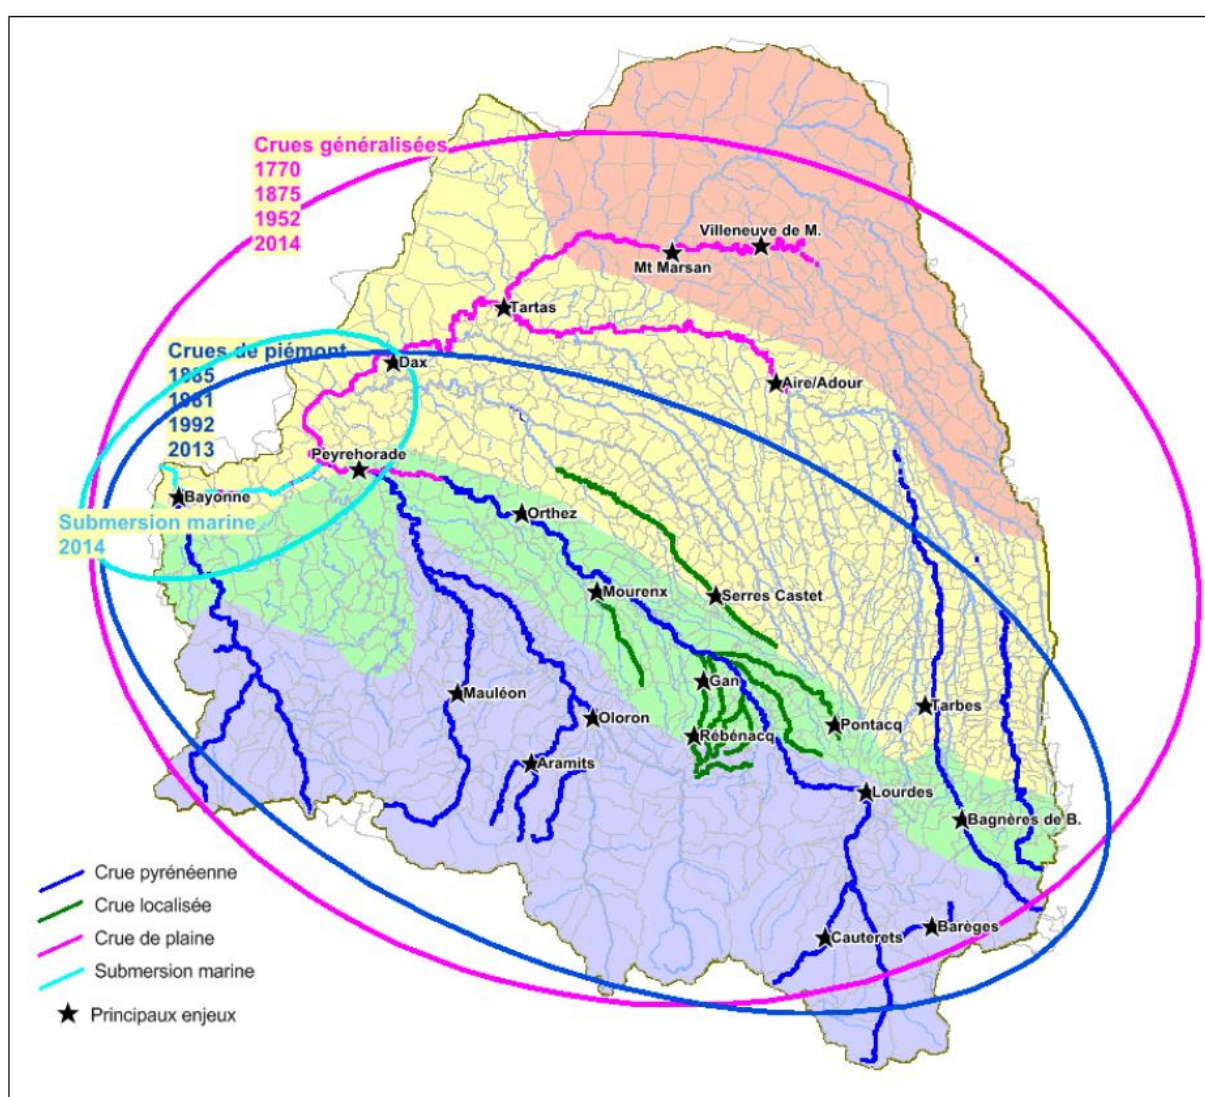 Crues généralisées
1770
1875
1952
2014
Villeneuve de M.
Mt Marsan
Tartas
Crues de piémont
1885
1981
1992
2013
Dax
Aire/Adour
Peyrehorade
Bayonne
Orthez
Submersion marine
2014
Mourenx
Serres Castet
Gan
Mauléon
Oloron
Tarbes
Pontacq
Rébénacq
Aramits
Lourdes
Bagnères de B.
Cauterets
Barèges
Crue pyrénéenne
Crue localisée
Crue de plaine
Submersion marine
Principaux enjeux